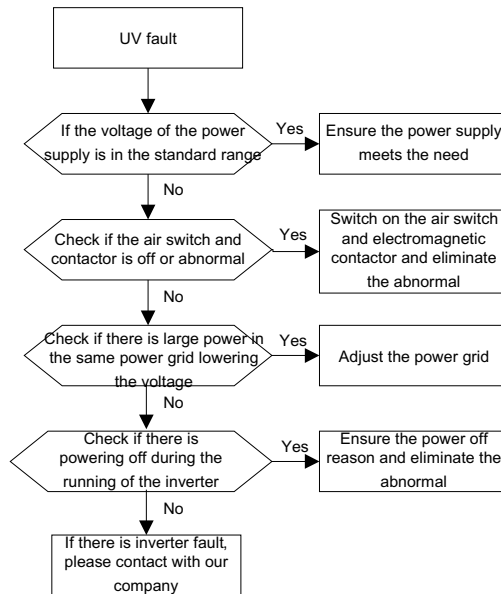 UV fault
If the voltage of the power
supply is in the standard range
Yes
Ensure the power supply
meets the need
No
Check if the air switch and
contactor is off or abnormal
Yes
Switch on the air switch
and electromagnetic
contactor and eliminate
the abnormal
No
Check if there is large power in
the same power grid lowering
the voltage
Yes
Adjust the power grid
No
Check if there is
powering off during the
running of the inverter
Yes
Ensure the power off
reason and eliminate the
abnormal
No
If there is inverter fault,
please contact with our
company